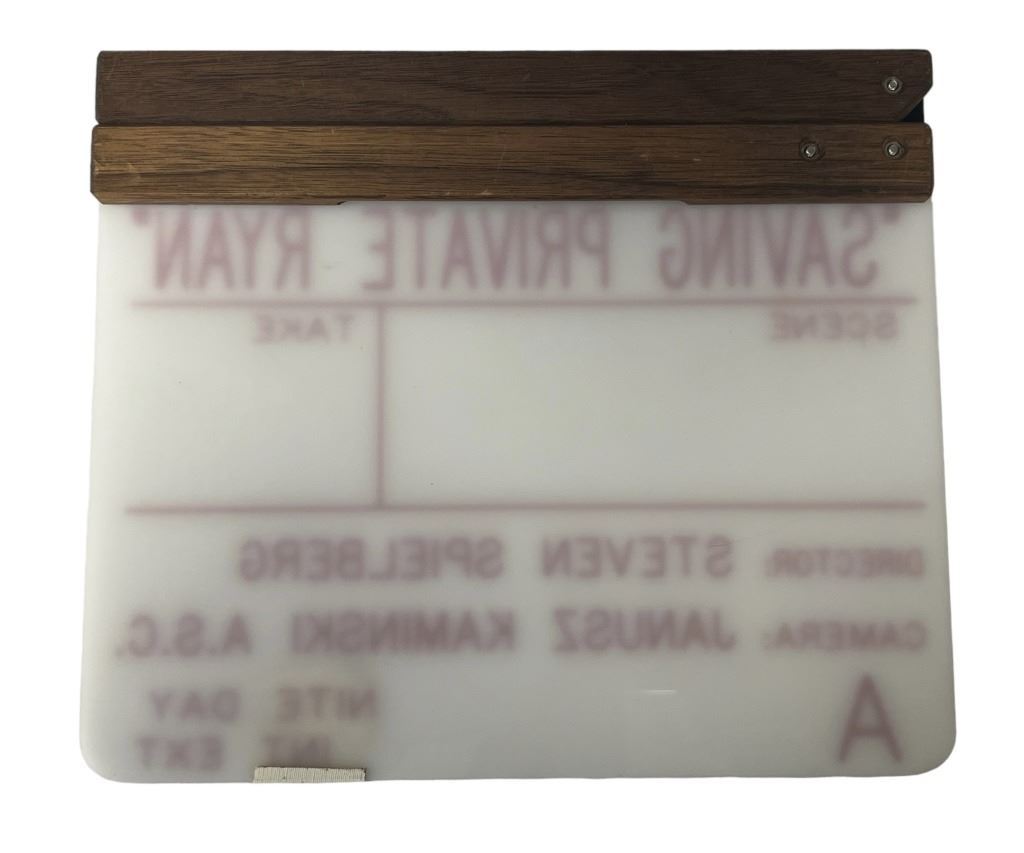 "SAVING PRIVATE RYAN"
SCENE TAKE
DIRECTOR: STEVEN SPIELBERG
CAMERA: JANUSZ KAMINSKI A.S.C.
A NITE DAY
INT EXT